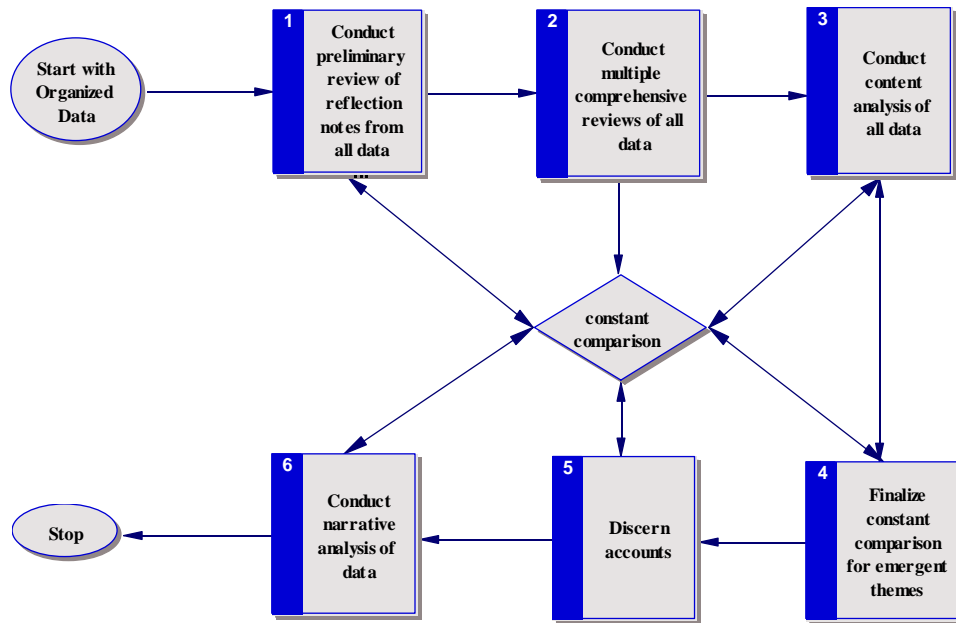 Start with
Organized
Data
1
Conduct
preliminary
review of
reflection
notes from
all data
...
2
Conduct
multiple
comprehensive
reviews of all
data
3
Conduct
content
analysis of
all data
constant
comparison
6
Conduct
narrative
analysis of
data
5
Discern
accounts
4
Finalize
constant
comparison
for emergent
themes
Stop